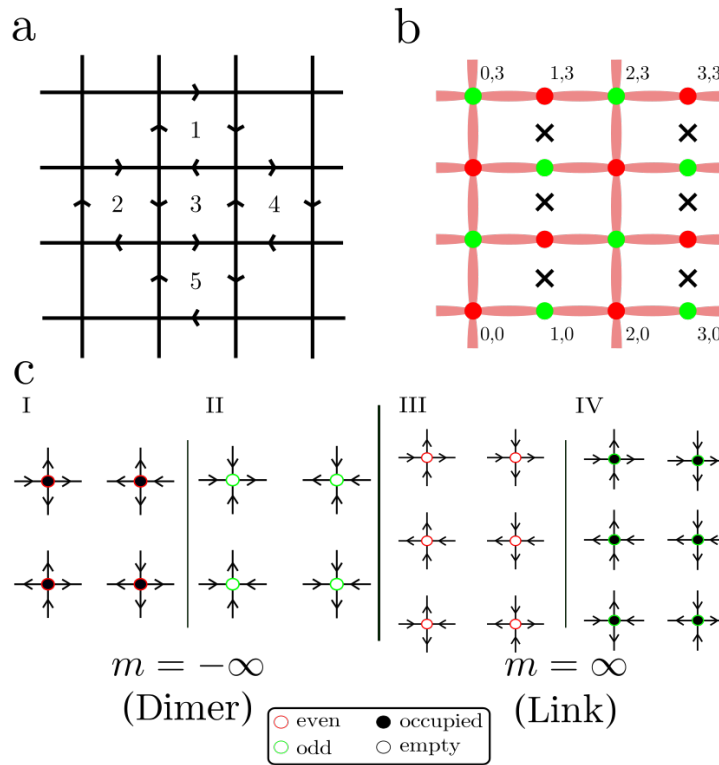 a
1
2 3 4
5
b
0,3 1,3 2,3 3,3
0,0 1,0 2,0 3,0
c
I II III IV
m = −∞ m = ∞
(Dimer) (Link)
even occupied
odd empty